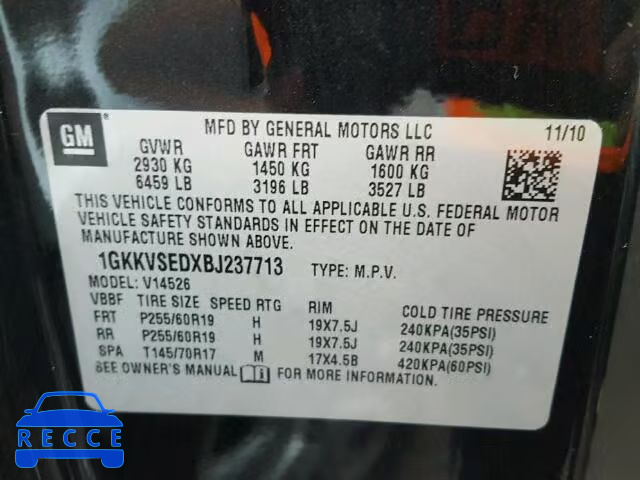 GM
MFD BY GENERAL MOTORS LLC 11/10
GVWR GAWR FRT GAWR RR
2930 KG 1450 KG 1600 KG
6459 LB 3196 LB 3527 LB
THIS VEHICLE CONFORMS TO ALL APPLICABLE U.S. FEDERAL MOTOR
VEHICLE SAFETY STANDARDS IN EFFECT ON THE DATE OF
MANUFACTURE SHOWN ABOVE.
1GKKVSEDXBJ237713 TYPE: M.P.V.
MODEL: V14526
VBBF TIRE SIZE SPEED RTG RIM COLD TIRE PRESSURE
FRT P255/60R19 H 19X7.5J 240KPA(35PSI)
RR P255/60R19 H 19X7.5J 240KPA(35PSI)
SPA T145/70R17 M 17X4.5B 420KPA(60PSI)
SEE OWNER'S MANUAL FOR MORE INFORMATION.
RECCE